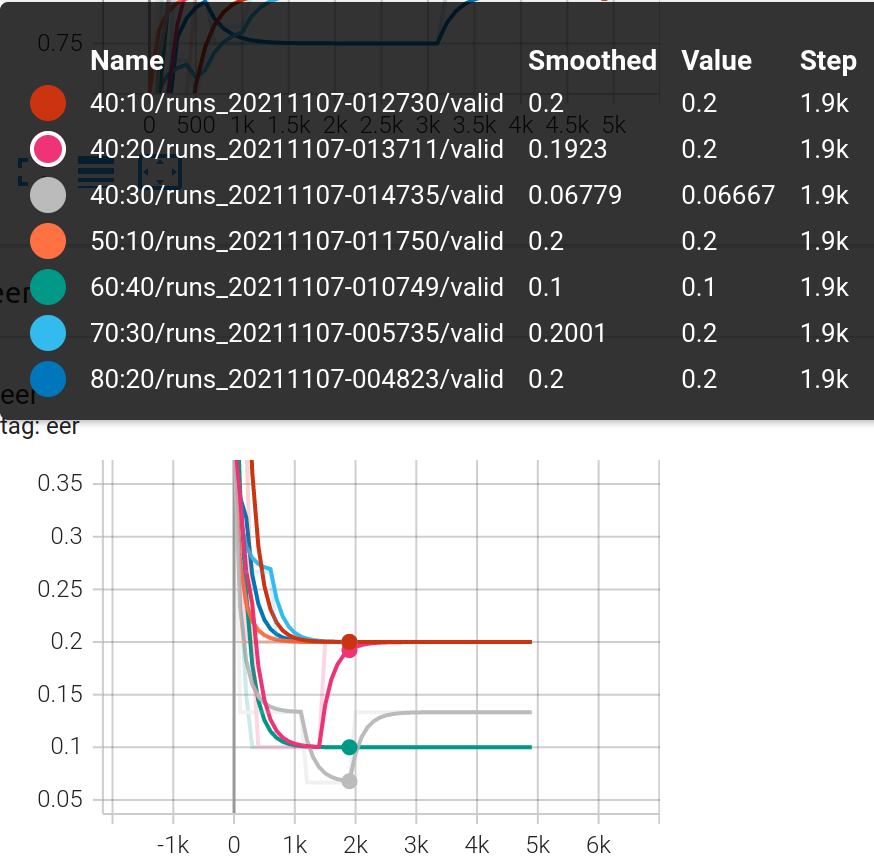 0.75
Name Smoothed Value Step
40:10/runs_20211107-012730/valid 0.2 0.2 1.9k
0 500 1k 1.5k 2k 2.5k 3k 3.5k 4k 4.5k 5k
40:20/runs_20211107-013711/valid 0.1923 0.2 1.9k
40:30/runs_20211107-014735/valid 0.06779 0.06667 1.9k
50:10/runs_20211107-011750/valid 0.2 0.2 1.9k
eer
60:40/runs_20211107-010749/valid 0.1 0.1 1.9k
70:30/runs_20211107-005735/valid 0.2001 0.2 1.9k
80:20/runs_20211107-004823/valid 0.2 0.2 1.9k
eer
tag: eer
0.35
0.3
0.25
0.2
0.15
0.1
0.05
-1k 0 1k 2k 3k 4k 5k 6k